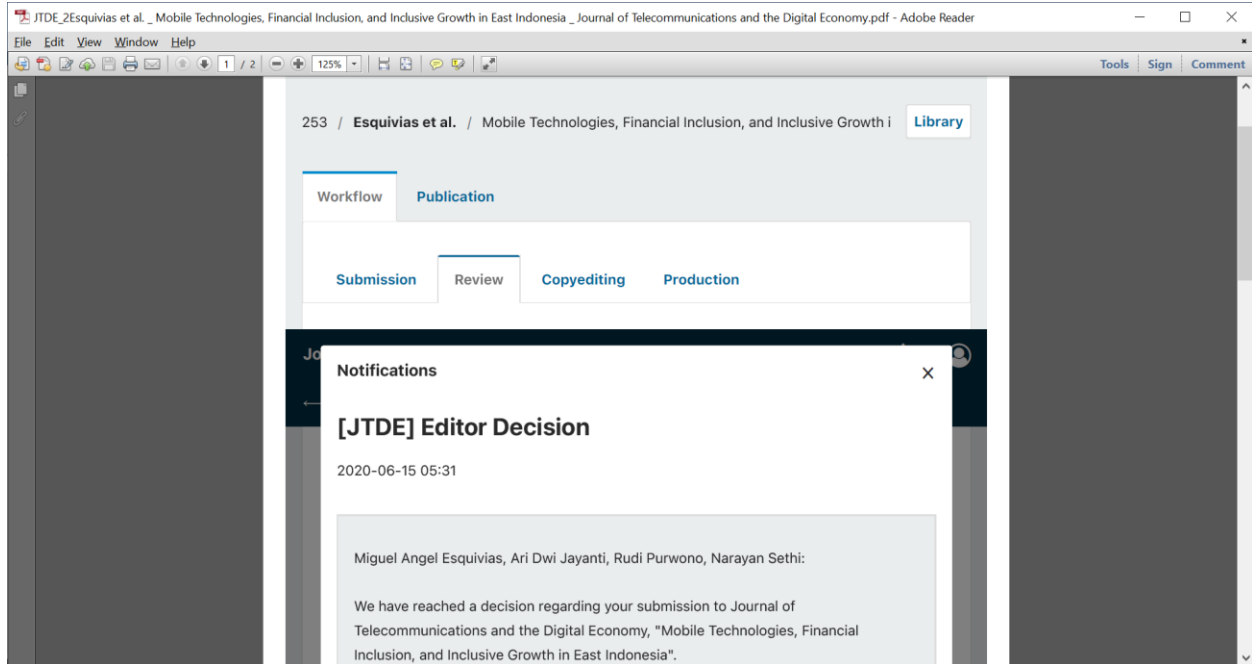 JTDE_2Esquivias et al. _ Mobile Technologies, Financial Inclusion, and Inclusive Growth in East Indonesia _ Journal of Telecommunications and the Digital Economy.pdf - Adobe Reader
File Edit View Window Help
1 / 2 125% Tools Sign Comment
253 / Esquivias et al. / Mobile Technologies, Financial Inclusion, and Inclusive Growth i Library
Workflow Publication
Submission Review Copyediting Production
Jo
Notifications
[JTDE] Editor Decision
2020-06-15 05:31
Miguel Angel Esquivias, Ari Dwi Jayanti, Rudi Purwono, Narayan Sethi:
We have reached a decision regarding your submission to Journal of
Telecommunications and the Digital Economy, "Mobile Technologies, Financial
Inclusion, and Inclusive Growth in East Indonesia".